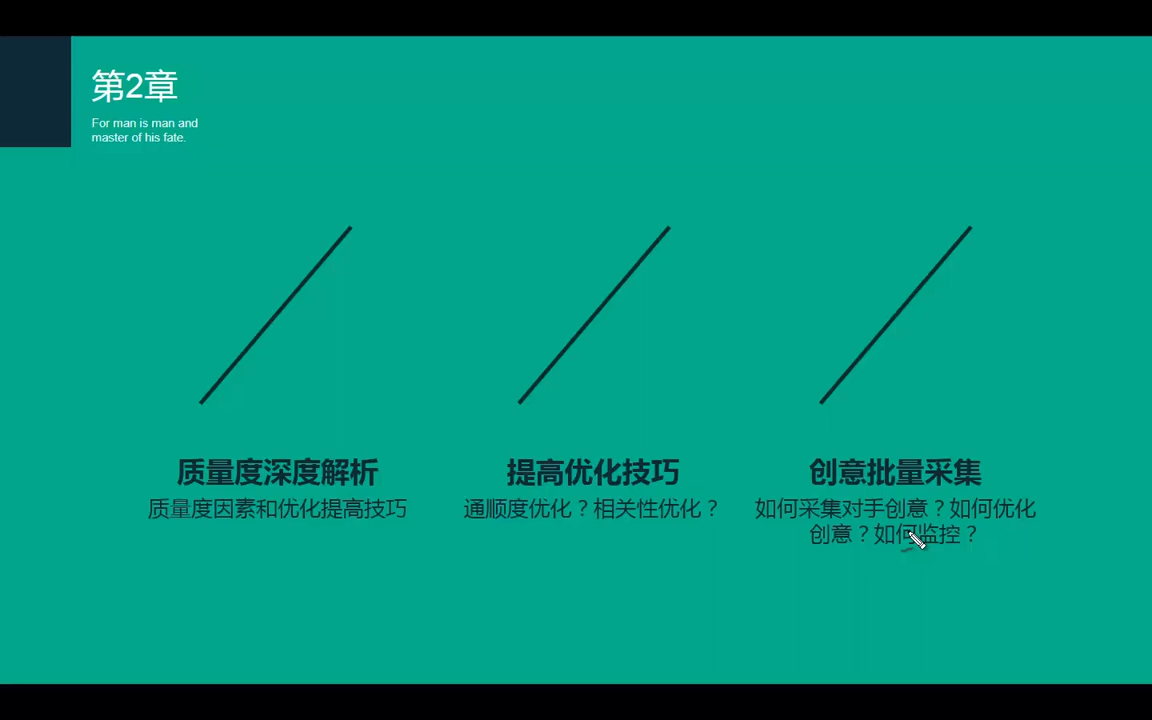 第2章
For man is man and
master of his fate.
质量度深度解析
质量度因素和优化提高技巧
提高优化技巧
通顺度优化？相关性优化？
创意批量采集
如何采集对手创意？如何优化
创意？如何监控？